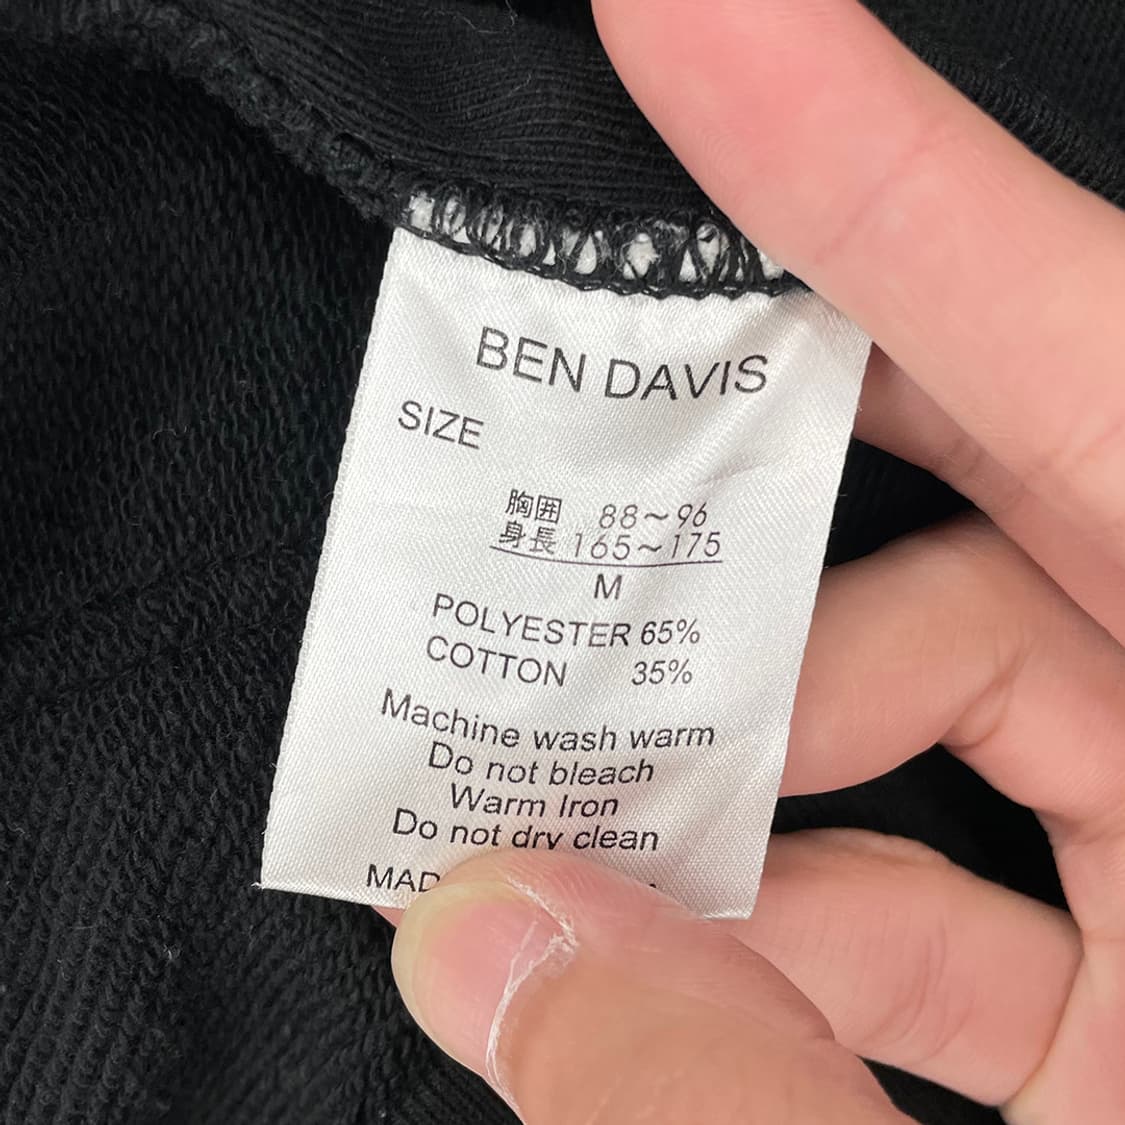 BEN DAVIS
SIZE
胸囲 88~96
身長 165~175
M
POLYESTER 65%
COTTON 35%
Machine wash warm
Do not bleach
Warm Iron
Do not dry clean